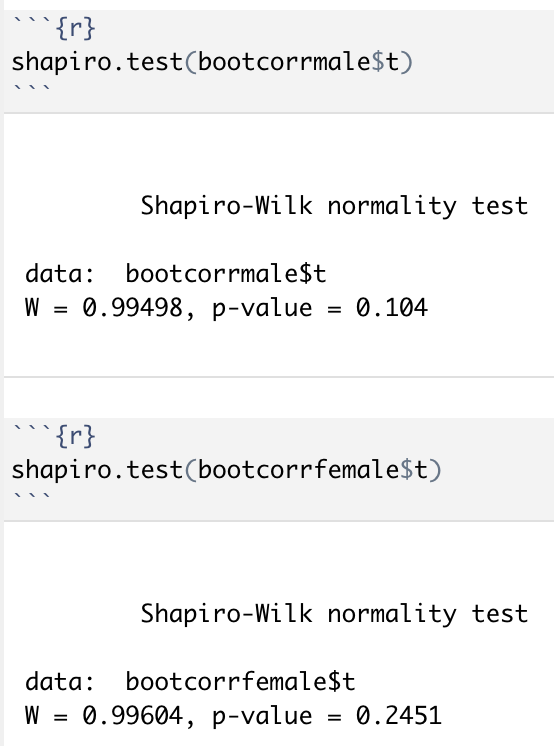 ```{r}
shapiro.test(bootcorrmale$t)
```
Shapiro-Wilk normality test
data:  bootcorrmale$t
W = 0.99498, p-value = 0.104
```{r}
shapiro.test(bootcorrfemale$t)
```
Shapiro-Wilk normality test
data:  bootcorrfemale$t
W = 0.99604, p-value = 0.2451